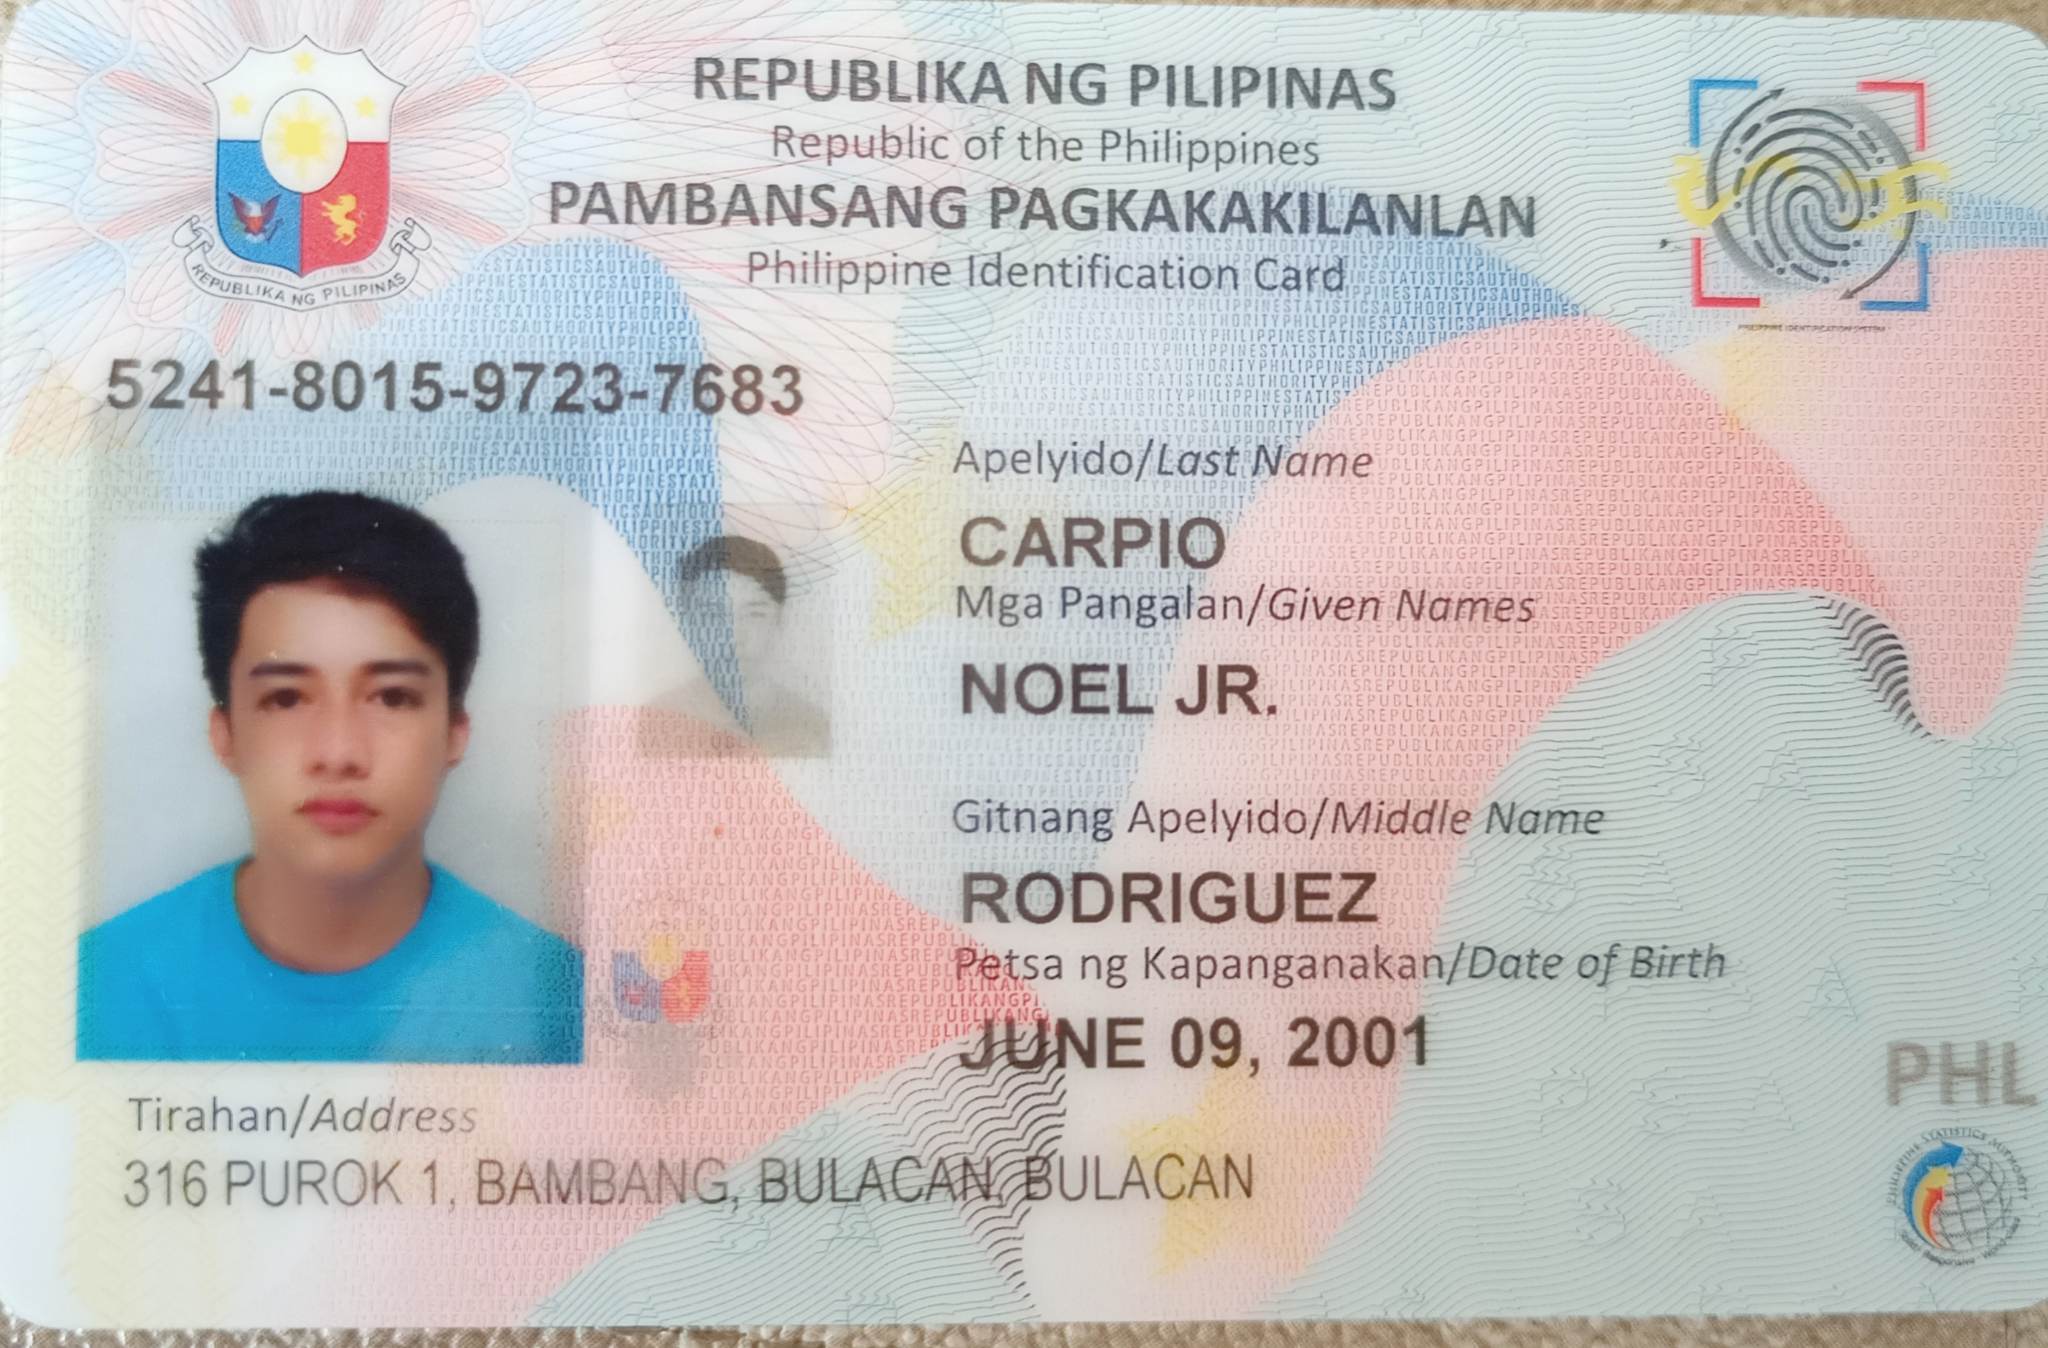 REPUBLIKA NG PILIPINAS
Republic of the Philippines
PAMBANSANG PAGKAKAKILANLAN
Philippine Identification Card
REPUBLIKA NG PILIPINAS
PHILIPPINE IDENTIFICATION SYSTEM
5241-8015-9723-7683
Apelyido/Last Name
CARPIO
Mga Pangalan/Given Names
NOEL JR.
Gitnang Apelyido/Middle Name
RODRIGUEZ
Petsa ng Kapanganakan/Date of Birth
JUNE 09, 2001
PHL
Tirahan/Address
316 PUROK 1, BAMBANG, BULACAN, BULACAN
PHILIPPINE STATISTICS AUTHORITY